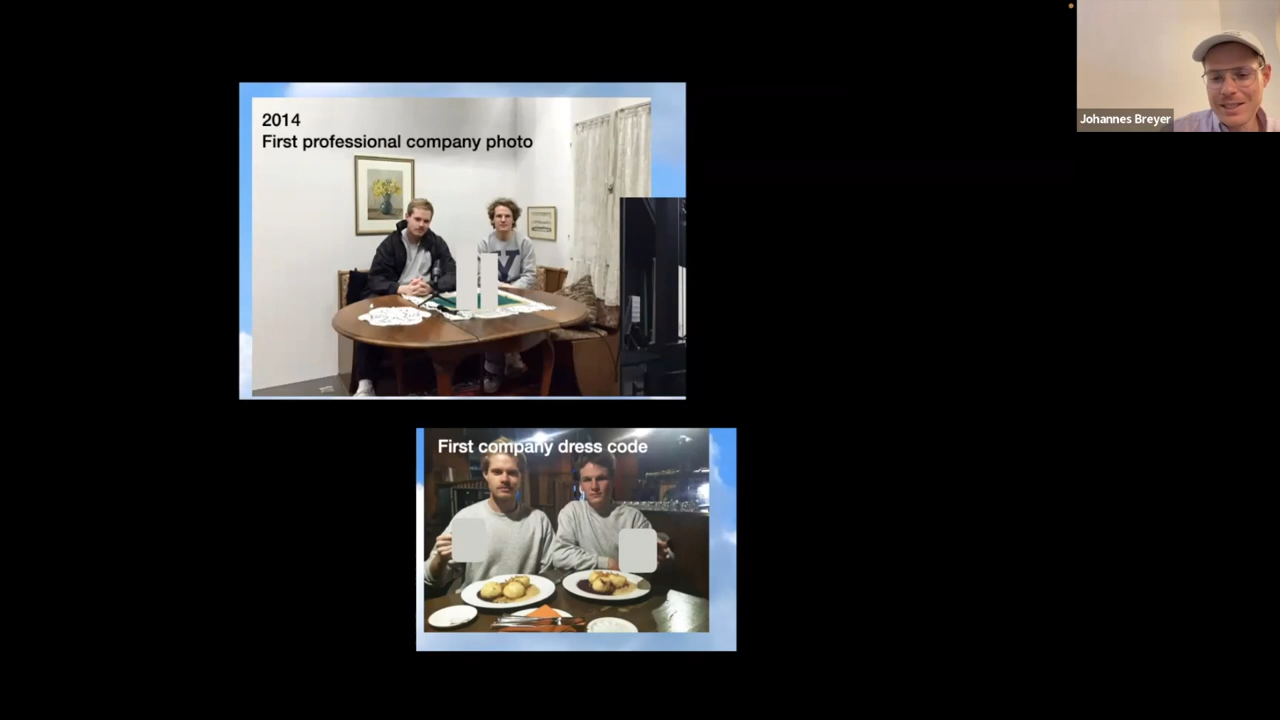 2014
First professional company photo
Johannes Breyer
First company dress code